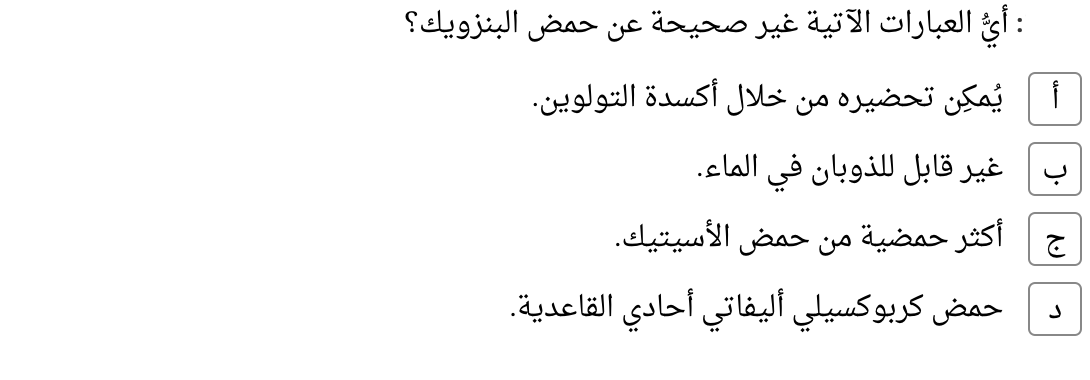 : أيُّ العبارات الآتية غير صحيحة عن حمض البنزويك؟
أ يُمكِن تحضيره من خلال أكسدة التولوين.
ب غير قابل للذوبان في الماء.
ج أكثر حمضية من حمض الأسيتيك.
د حمض كربوكسيلي أليفاتي أحادي القاعدية.